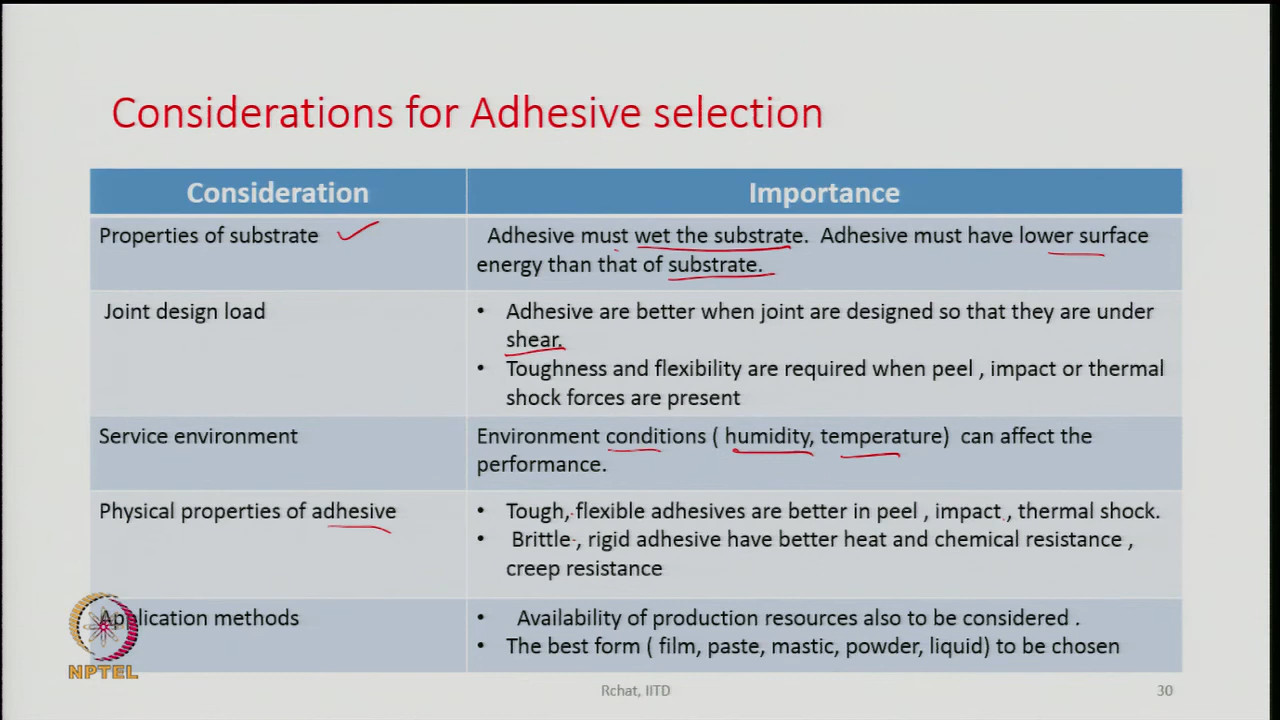 Considerations for Adhesive selection
Consideration
Importance
Properties of substrate
Adhesive must wet the substrate. Adhesive must have lower surface
energy than that of substrate.
Joint design load
• Adhesive are better when joint are designed so that they are under
shear.
• Toughness and flexibility are required when peel , impact or thermal
shock forces are present
Service environment
Environment conditions ( humidity, temperature) can affect the
performance.
Physical properties of adhesive
• Tough, flexible adhesives are better in peel , impact , thermal shock.
• Brittle , rigid adhesive have better heat and chemical resistance ,
creep resistance
Application methods
• Availability of production resources also to be considered .
• The best form ( film, paste, mastic, powder, liquid) to be chosen
NPTEL
Rchat, IITD
30